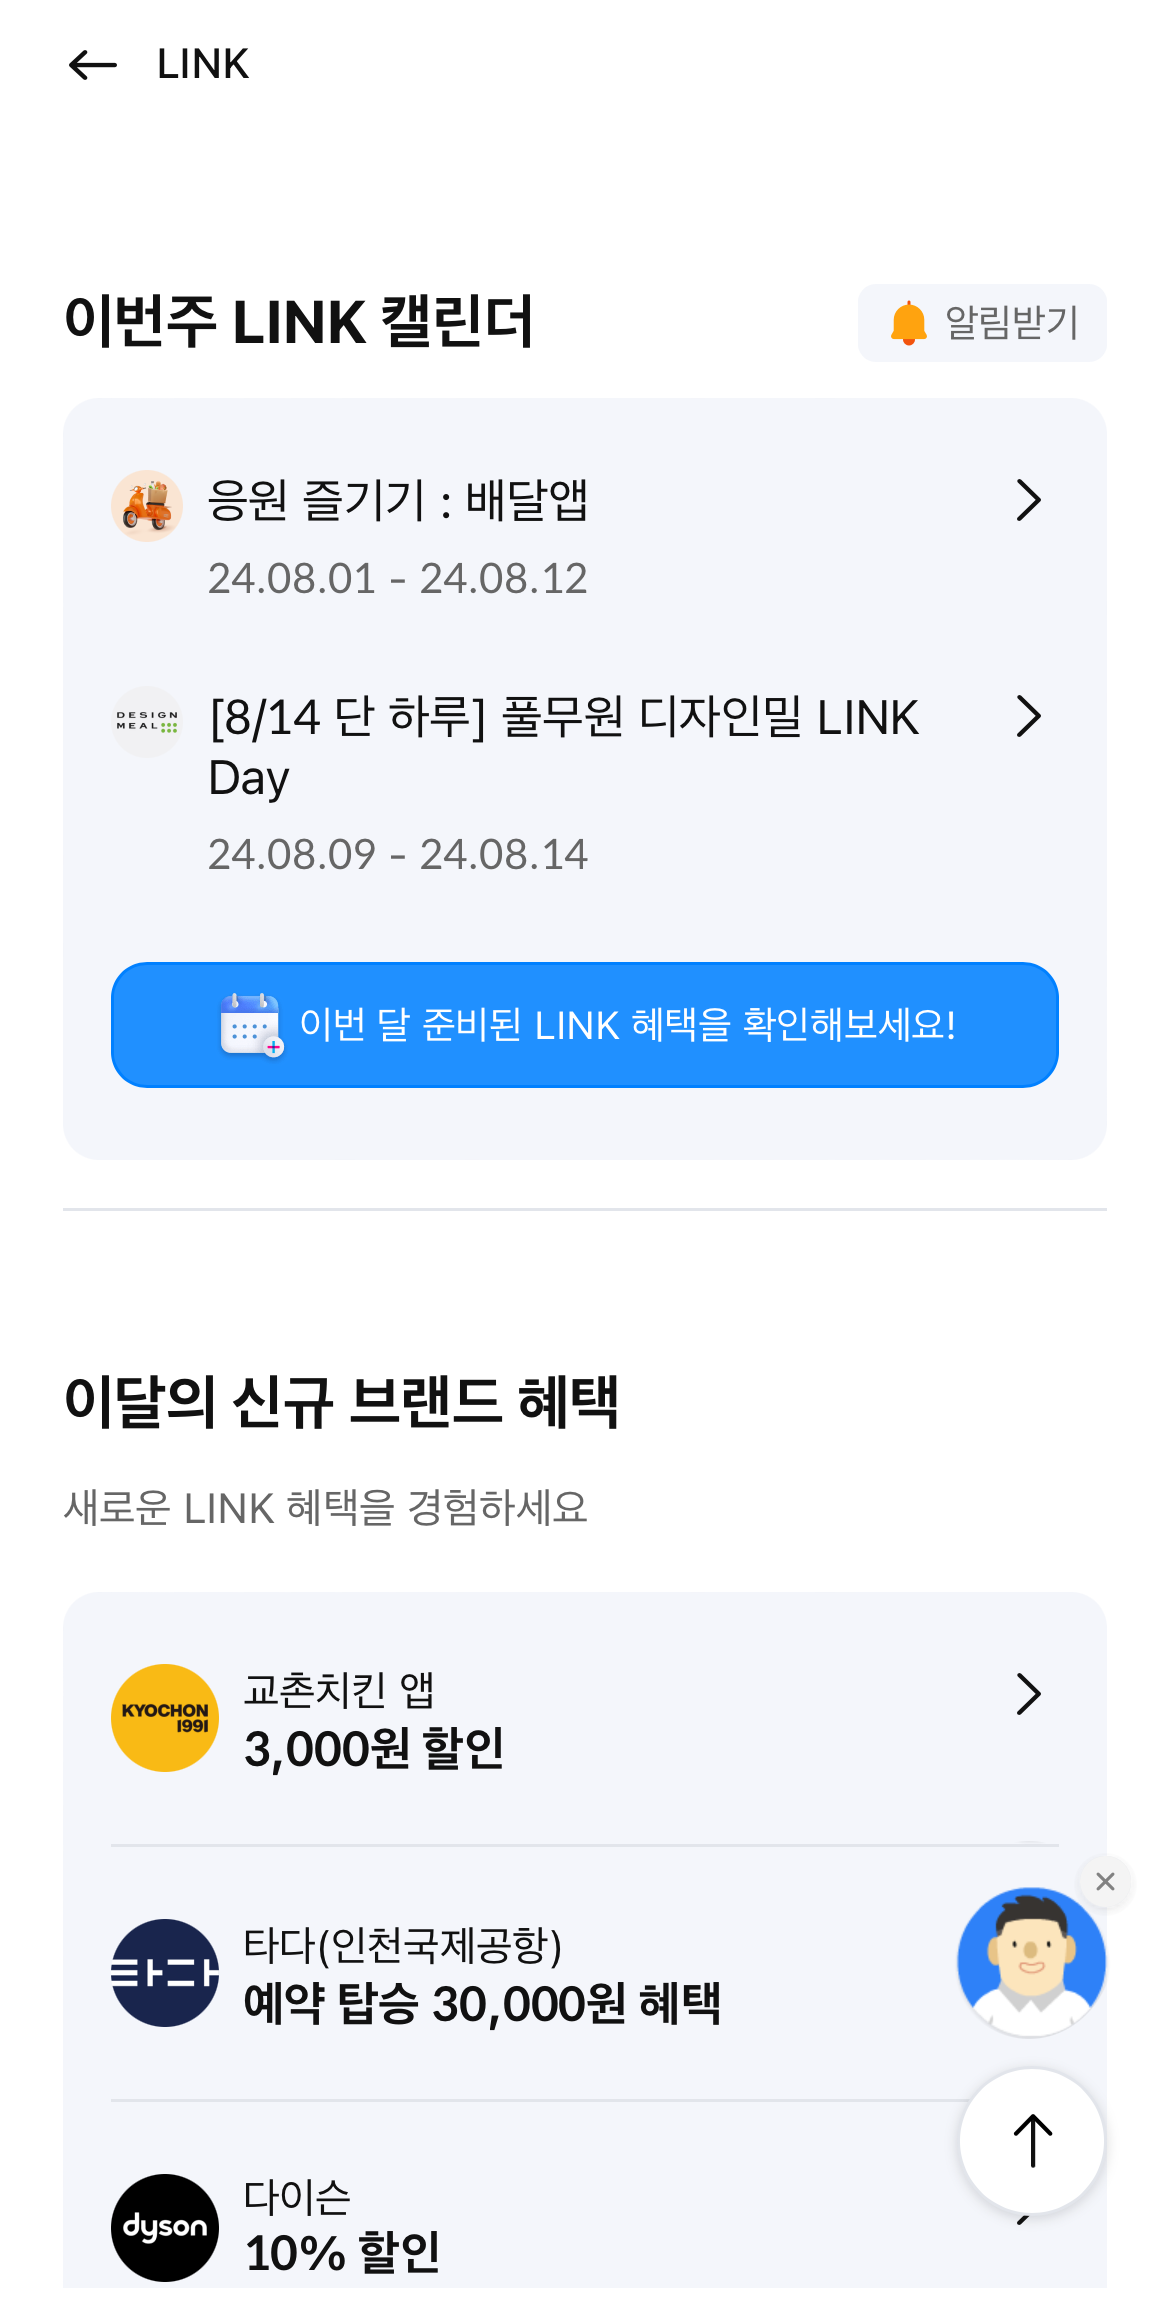 LINK
이번주 LINK 캘린더
알림받기
응원 즐기기 : 배달앱
24.08.01 - 24.08.12
DESIGN
MEAL
[8/14 단 하루] 풀무원 디자인밀 LINK
Day
24.08.09 - 24.08.14
이번 달 준비된 LINK 혜택을 확인해보세요!
이달의 신규 브랜드 혜택
새로운 LINK 혜택을 경험하세요
KYOCHON
1991
교촌치킨 앱
3,000원 할인
타다
타다(인천국제공항)
예약 탑승 30,000원 혜택
dyson
다이슨
10% 할인